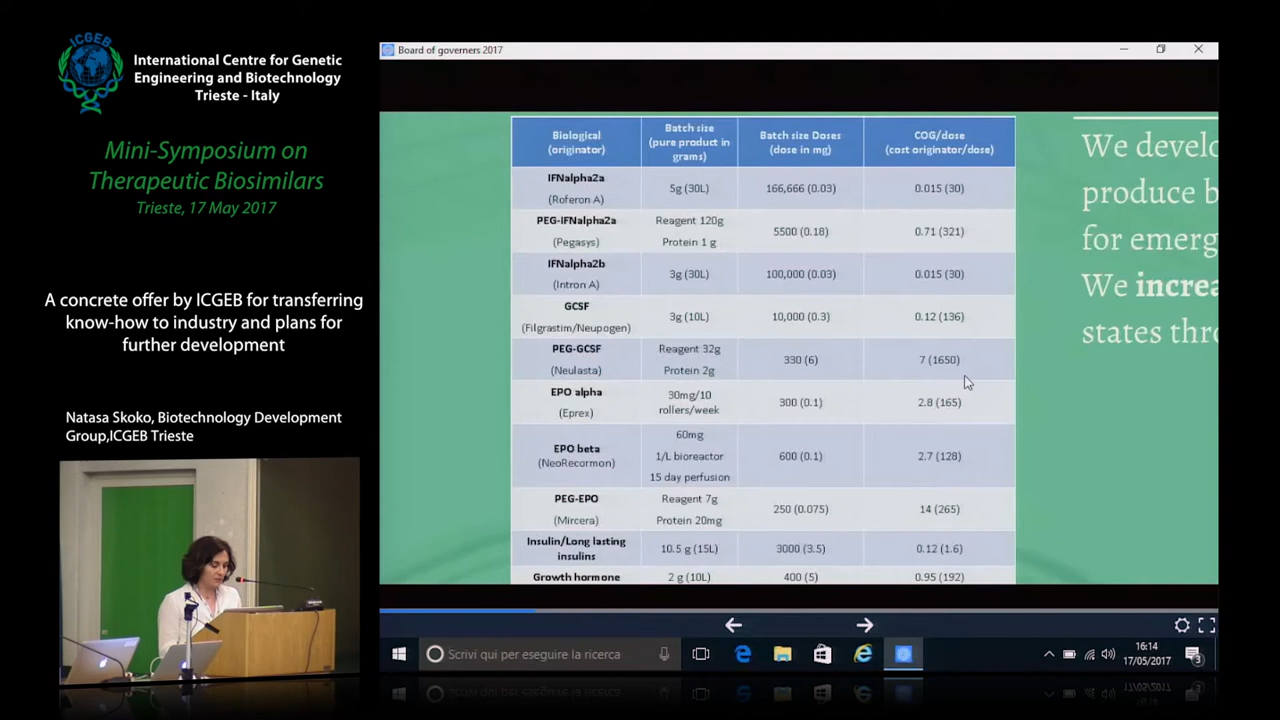 ICGEB
International Centre for Genetic
Engineering and Biotechnology
Trieste - Italy
Mini-Symposium on
Therapeutic Biosimilars
Trieste, 17 May 2017
A concrete offer by ICGEB for transferring
know-how to industry and plans for
further development
Natasa Skoko, Biotechnology Development
Group,ICGEB Trieste
Board of governers 2017
Biological
(originator)
Batch size
(pure product in
grams)
Batch size Doses
(dose in mg)
COG/dose
(cost originator/dose)
IFNalpha2a
(Roferon A)
5g (30L)
166,666 (0.03)
0.015 (30)
PEG-IFNalpha2a
(Pegasys)
Reagent 120g
Protein 1 g
5500 (0.18)
0.71 (321)
IFNalpha2b
(Intron A)
3g (30L)
100,000 (0.03)
0.015 (30)
GCSF
(Filgrastim/Neupogen)
3g (10L)
10,000 (0.3)
0.12 (136)
PEG-GCSF
(Neulasta)
Reagent 32g
Protein 2g
330 (6)
7 (1650)
EPO alpha
(Eprex)
30mg/10
rollers/week
300 (0.1)
2.8 (165)
EPO beta
(NeoRecormon)
60mg
1/L bioreactor
15 day perfusion
600 (0.1)
2.7 (128)
PEG-EPO
(Mircera)
Reagent 7g
Protein 20mg
250 (0.075)
14 (265)
Insulin/Long lasting
insulins
10.5 g (15L)
3000 (3.5)
0.12 (1.6)
Growth hormone
2 g (10L)
400 (5)
0.95 (192)
We develo
produce b
for emerg
We increa
states thro
Scrivi qui per eseguire la ricerca
16:14
17/05/2017
3